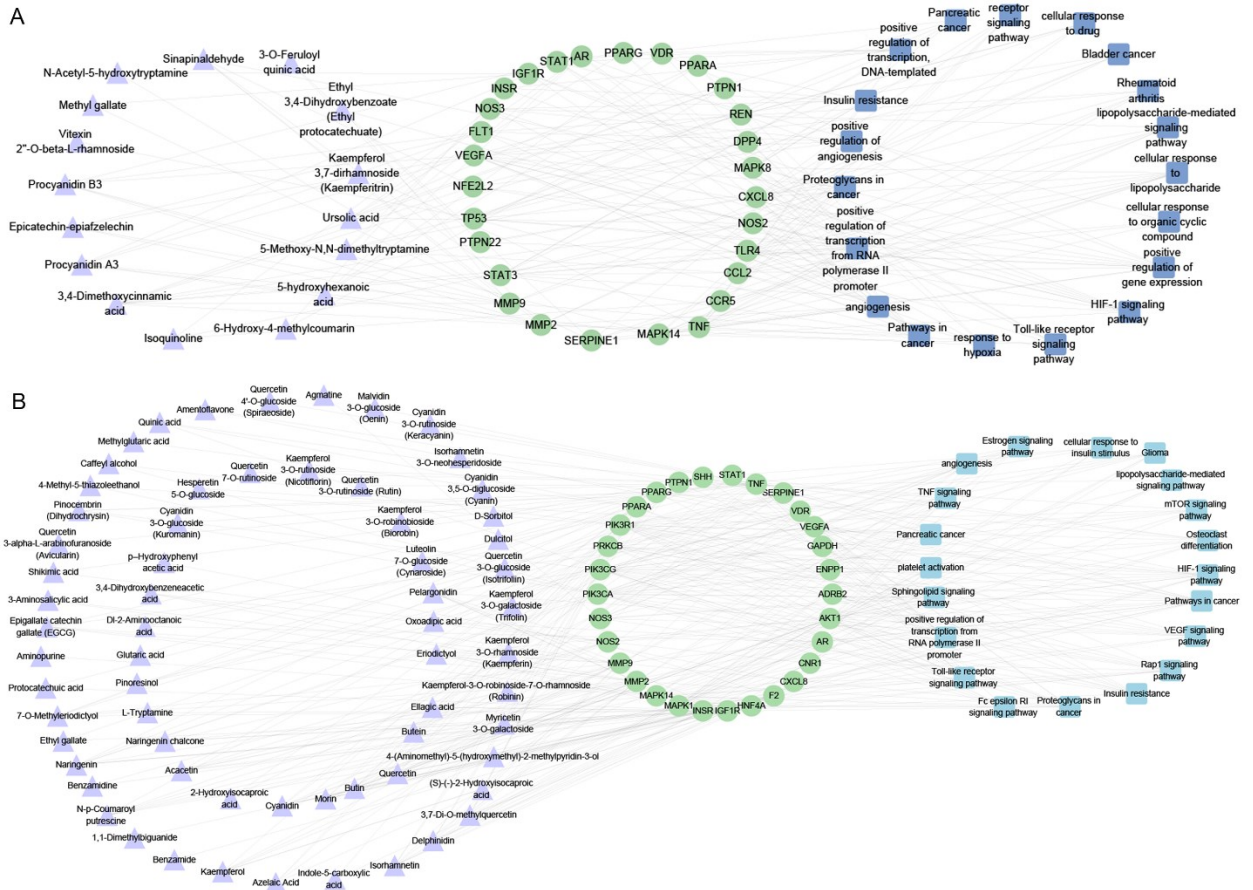 A
Sinapinaldehyde
3-O-Feruloyl
quinic acid
N-Acetyl-5-hydroxytryptamine
Methyl gallate
Ethyl
3,4-Dihydroxybenzoate
(Ethyl
protocatechuate)
Vitexin
2"-O-beta-L-rhamnoside
Kaempferol
3,7-dirhamnoside
(Kaempferitrin)
Procyanidin B3
Ursolic acid
Epicatechin-epiafzelechin
5-Methoxy-N,N-dimethyltryptamine
Procyanidin A3
5-hydroxyhexanoic
acid
3,4-Dimethoxycinnamic
acid
6-Hydroxy-4-methylcoumarin
Isoquinoline
PPARG
VDR
PPARA
PTPN1
REN
DPP4
MAPK8
CXCL8
NOS2
TLR4
CCL2
CCR5
TNF
MAPK14
SERPINE1
MMP2
MMP9
STAT3
PTPN22
TP53
NFE2L2
VEGFA
FLT1
NOS3
INSR
IGF1R
STAT1
AR
Pancreatic
cancer
receptor
signaling
pathway
cellular response
to drug
positive
regulation of
transcription,
DNA-templated
Bladder cancer
Insulin resistance
Rheumatoid
arthritis
lipopolysaccharide-mediated
signaling
pathway
positive
regulation of
angiogenesis
cellular response
to
lipopolysaccharide
Proteoglycans in
cancer
cellular response
to organic cyclic
compound
positive
regulation of
transcription
from RNA
polymerase II
promoter
positive
regulation of
gene expression
angiogenesis
HIF-1 signaling
pathway
Pathways in
cancer
response to
hypoxia
Toll-like receptor
signaling
pathway
B
Quercetin
4'-O-glucoside
(Spiraeoside)
Agmatine
Malvidin
3-O-glucoside
(Oenin)
Cyanidin
3-O-rutinoside
(Keracyanin)
Amentoflavone
Quinic acid
Methylglutaric acid
Isorhamnetin
3-O-neohesperidoside
Caffeyl alcohol
Quercetin
7-O-rutinoside
Kaempferol
3-O-rutinoside
(Nicotiflorin)
Quercetin
3-O-rutinoside (Rutin)
Cyanidin
3,5-O-diglucoside
(Cyanin)
4-Methyl-5-thiazoleethanol
Hesperetin
5-O-glucoside
Pinocembrin
(Dihydrochrysin)
Cyanidin
3-O-glucoside
(Kuromanin)
Kaempferol
3-O-robinobioside
(Biorobin)
D-Sorbitol
Dulcitol
Quercetin
3-alpha-L-arabinofuranoside
(Avicularin)
p-Hydroxyphenyl
acetic acid
Luteolin
7-O-glucoside
(Cynaroside)
Quercetin
3-O-glucoside
(Isotrifoliin)
Shikimic acid
3,4-Dihydroxybenzeneacetic
acid
Pelargonidin
Kaempferol
3-O-galactoside
(Trifolin)
3-Aminosalicylic acid
Oxoadipic acid
Epigallate catechin
gallate (EGCG)
Dl-2-Aminooctanoic
acid
Eriodictyol
Kaempferol
3-O-rhamnoside
(Kaempferin)
Aminopurine
Glutaric acid
Protocatechuic acid
Pinoresinol
Kaempferol-3-O-robinoside-7-O-rhamnoside
(Robinin)
7-O-Methyleriodictyol
L-Tryptamine
Ellagic acid
Myricetin
3-O-galactoside
Ethyl gallate
Naringenin chalcone
Butein
Naringenin
Acacetin
4-(Aminomethyl)-5-(hydroxymethyl)-2-methylpyridin-3-ol
Benzamidine
2-Hydroxyisocaproic
acid
Cyanidin
Morin
Butin
Quercetin
(S)-(-)-2-Hydroxyisocaproic
acid
N-p-Coumaroyl
putrescine
3,7-Di-O-methylquercetin
1,1-Dimethylbiguanide
Delphinidin
Benzamide
Kaempferol
Azelaic Acid
Indole-5-carboxylic
acid
Isorhamnetin
SHH
STAT1
TNF
SERPINE1
VDR
VEGFA
GAPDH
ENPP1
ADRB2
AKT1
AR
CNR1
CXCL8
F2
HNF4A
IGF1R
INSR
MAPK1
MAPK14
MMP2
MMP9
NOS2
NOS3
PIK3CA
PIK3CG
PRKCB
PIK3R1
PPARA
PPARG
PTPN1
Estrogen signaling
pathway
cellular response to
insulin stimulus
Glioma
angiogenesis
lipopolysaccharide-mediated
signaling pathway
TNF signaling
pathway
mTOR signaling
pathway
Pancreatic cancer
Osteoclast
differentiation
platelet activation
HIF-1 signaling
pathway
Sphingolipid signaling
pathway
Pathways in cancer
positive regulation of
transcription from
RNA polymerase II
promoter
VEGF signaling
pathway
Toll-like receptor
signaling pathway
Rap1 signaling
pathway
Fc epsilon RI
signaling pathway
Proteoglycans in
cancer
Insulin resistance